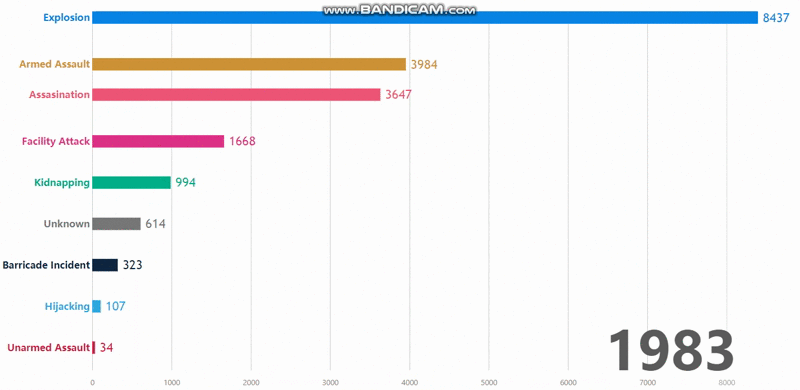 www.BANDICAM.com
Explosion 8437
Armed Assault 3984
Assasination 3647
Facility Attack 1668
Kidnapping 994
Unknown 614
Barricade Incident 323
Hijacking 107
Unarmed Assault 34
1983
0 1000 2000 3000 4000 5000 6000 7000 8000